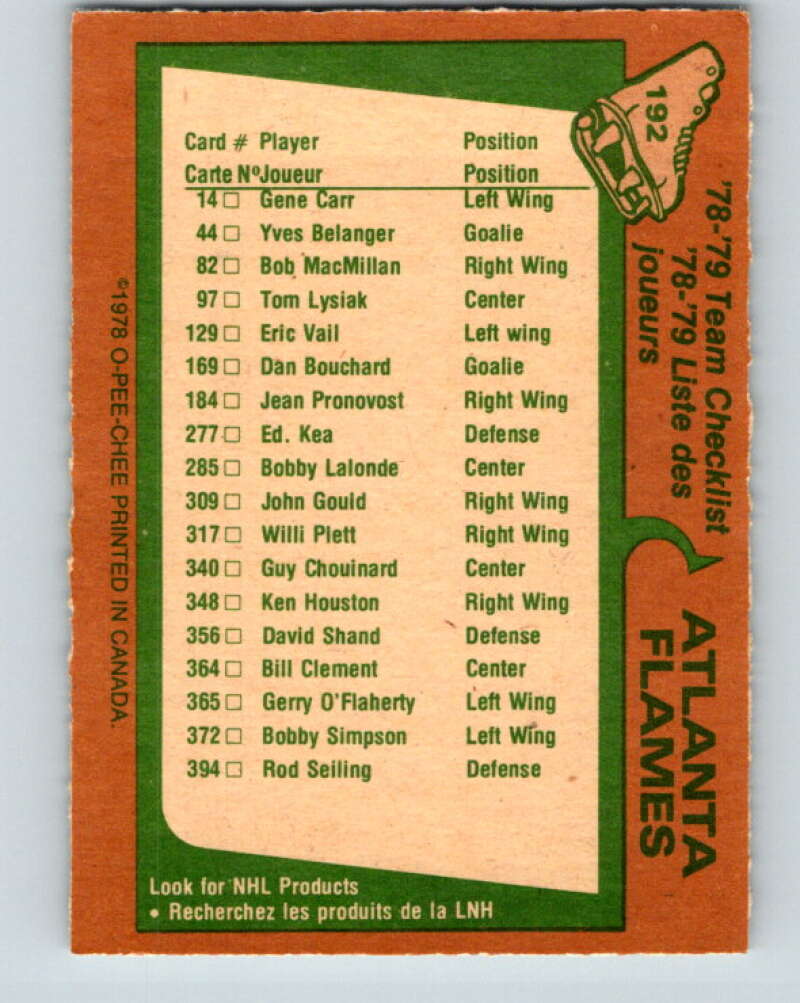 192
'78-'79 Team Checklist
'78-'79 Liste des
joueurs
ATLANTA
FLAMES
Card # Player Position
Carte Nº Joueur Position
14 □ Gene Carr Left Wing
44 □ Yves Belanger Goalie
82 □ Bob MacMillan Right Wing
97 □ Tom Lysiak Center
129 □ Eric Vail Left wing
169 □ Dan Bouchard Goalie
184 □ Jean Pronovost Right Wing
277 □ Ed. Kea Defense
285 □ Bobby Lalonde Center
309 □ John Gould Right Wing
317 □ Willi Plett Right Wing
340 □ Guy Chouinard Center
348 □ Ken Houston Right Wing
356 □ David Shand Defense
364 □ Bill Clement Center
365 □ Gerry O'Flaherty Left Wing
372 □ Bobby Simpson Left Wing
394 □ Rod Seiling Defense
Look for NHL Products
• Recherchez les produits de la LNH
©1978 O-PEE-CHEE PRINTED IN CANADA.